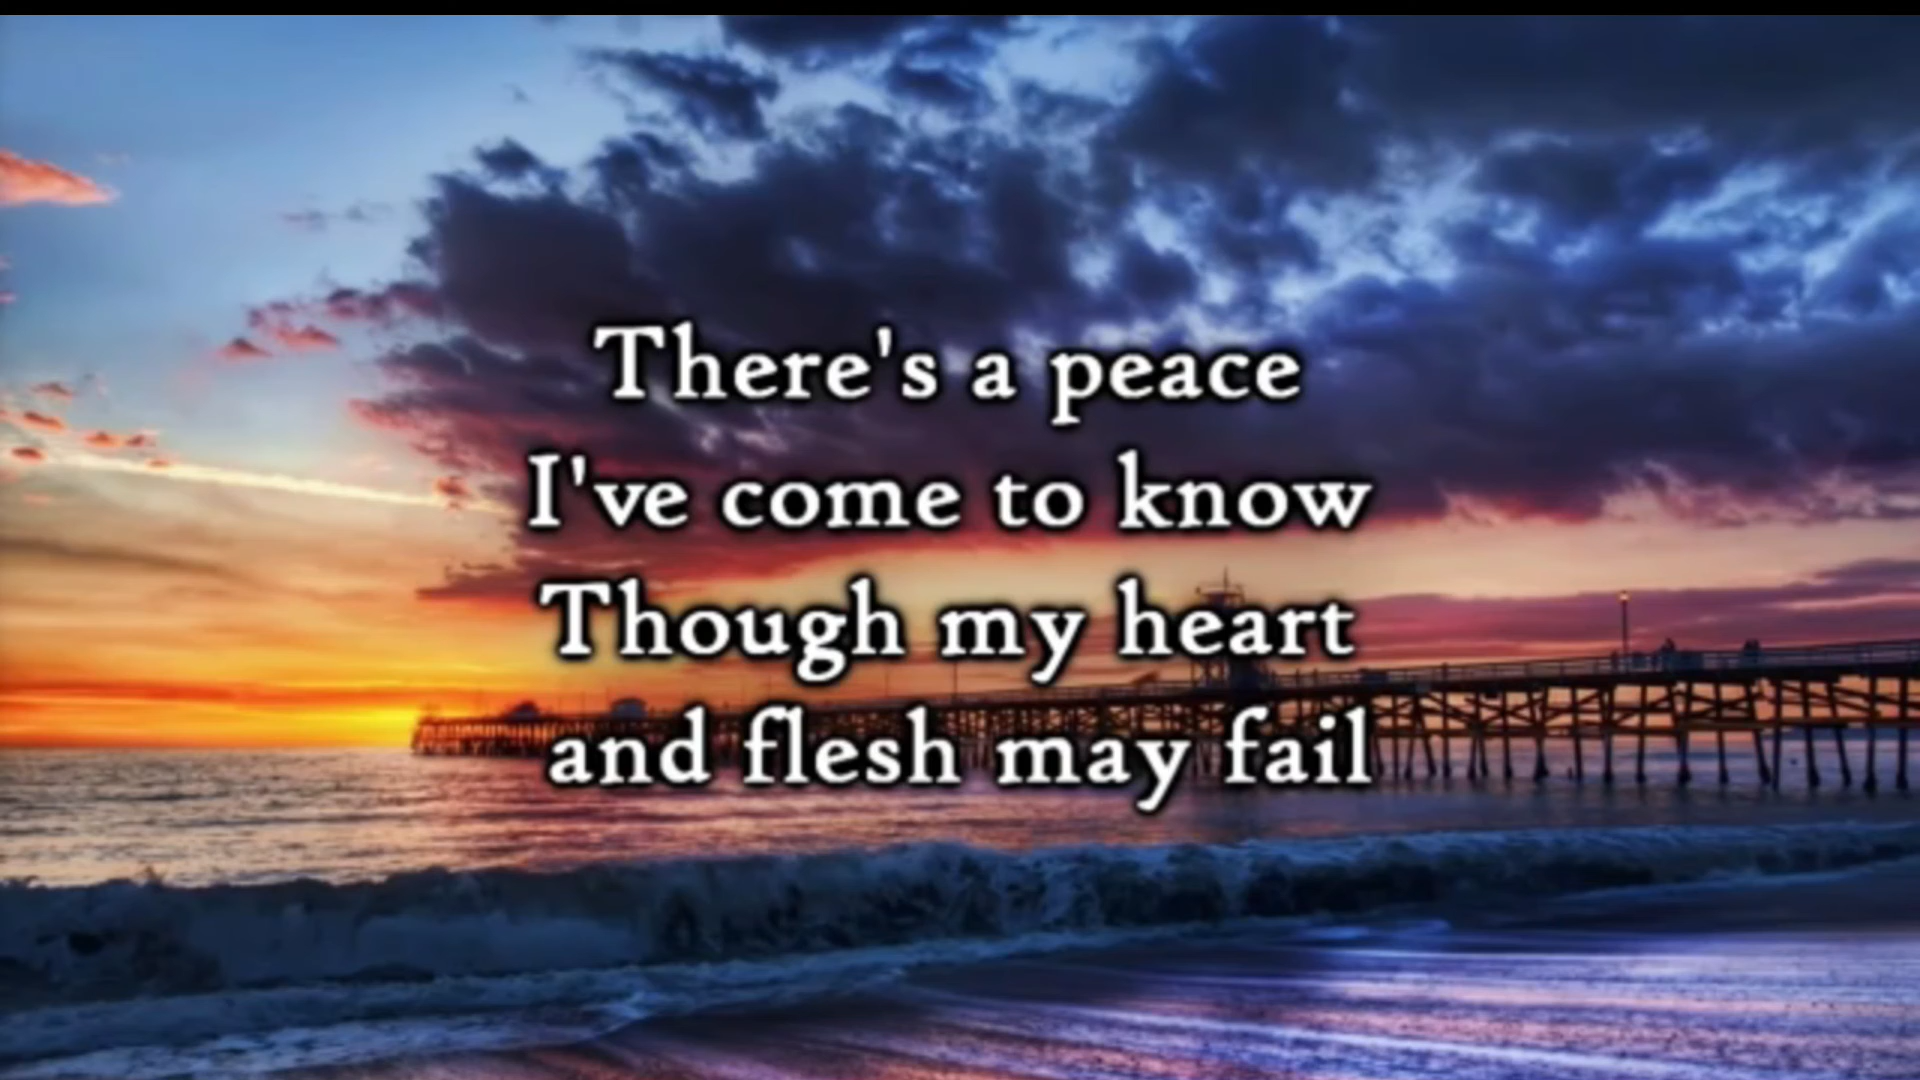 There's a peace
I've come to know
Though my heart
and flesh may fail